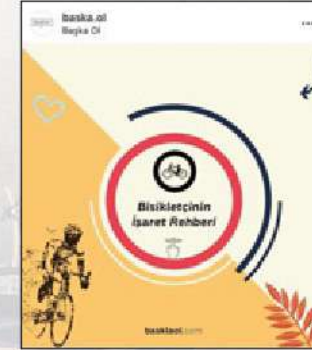 baska.ol
Başka Ol
Bisikletçinin
İşaret Rehberi
baskaol.com